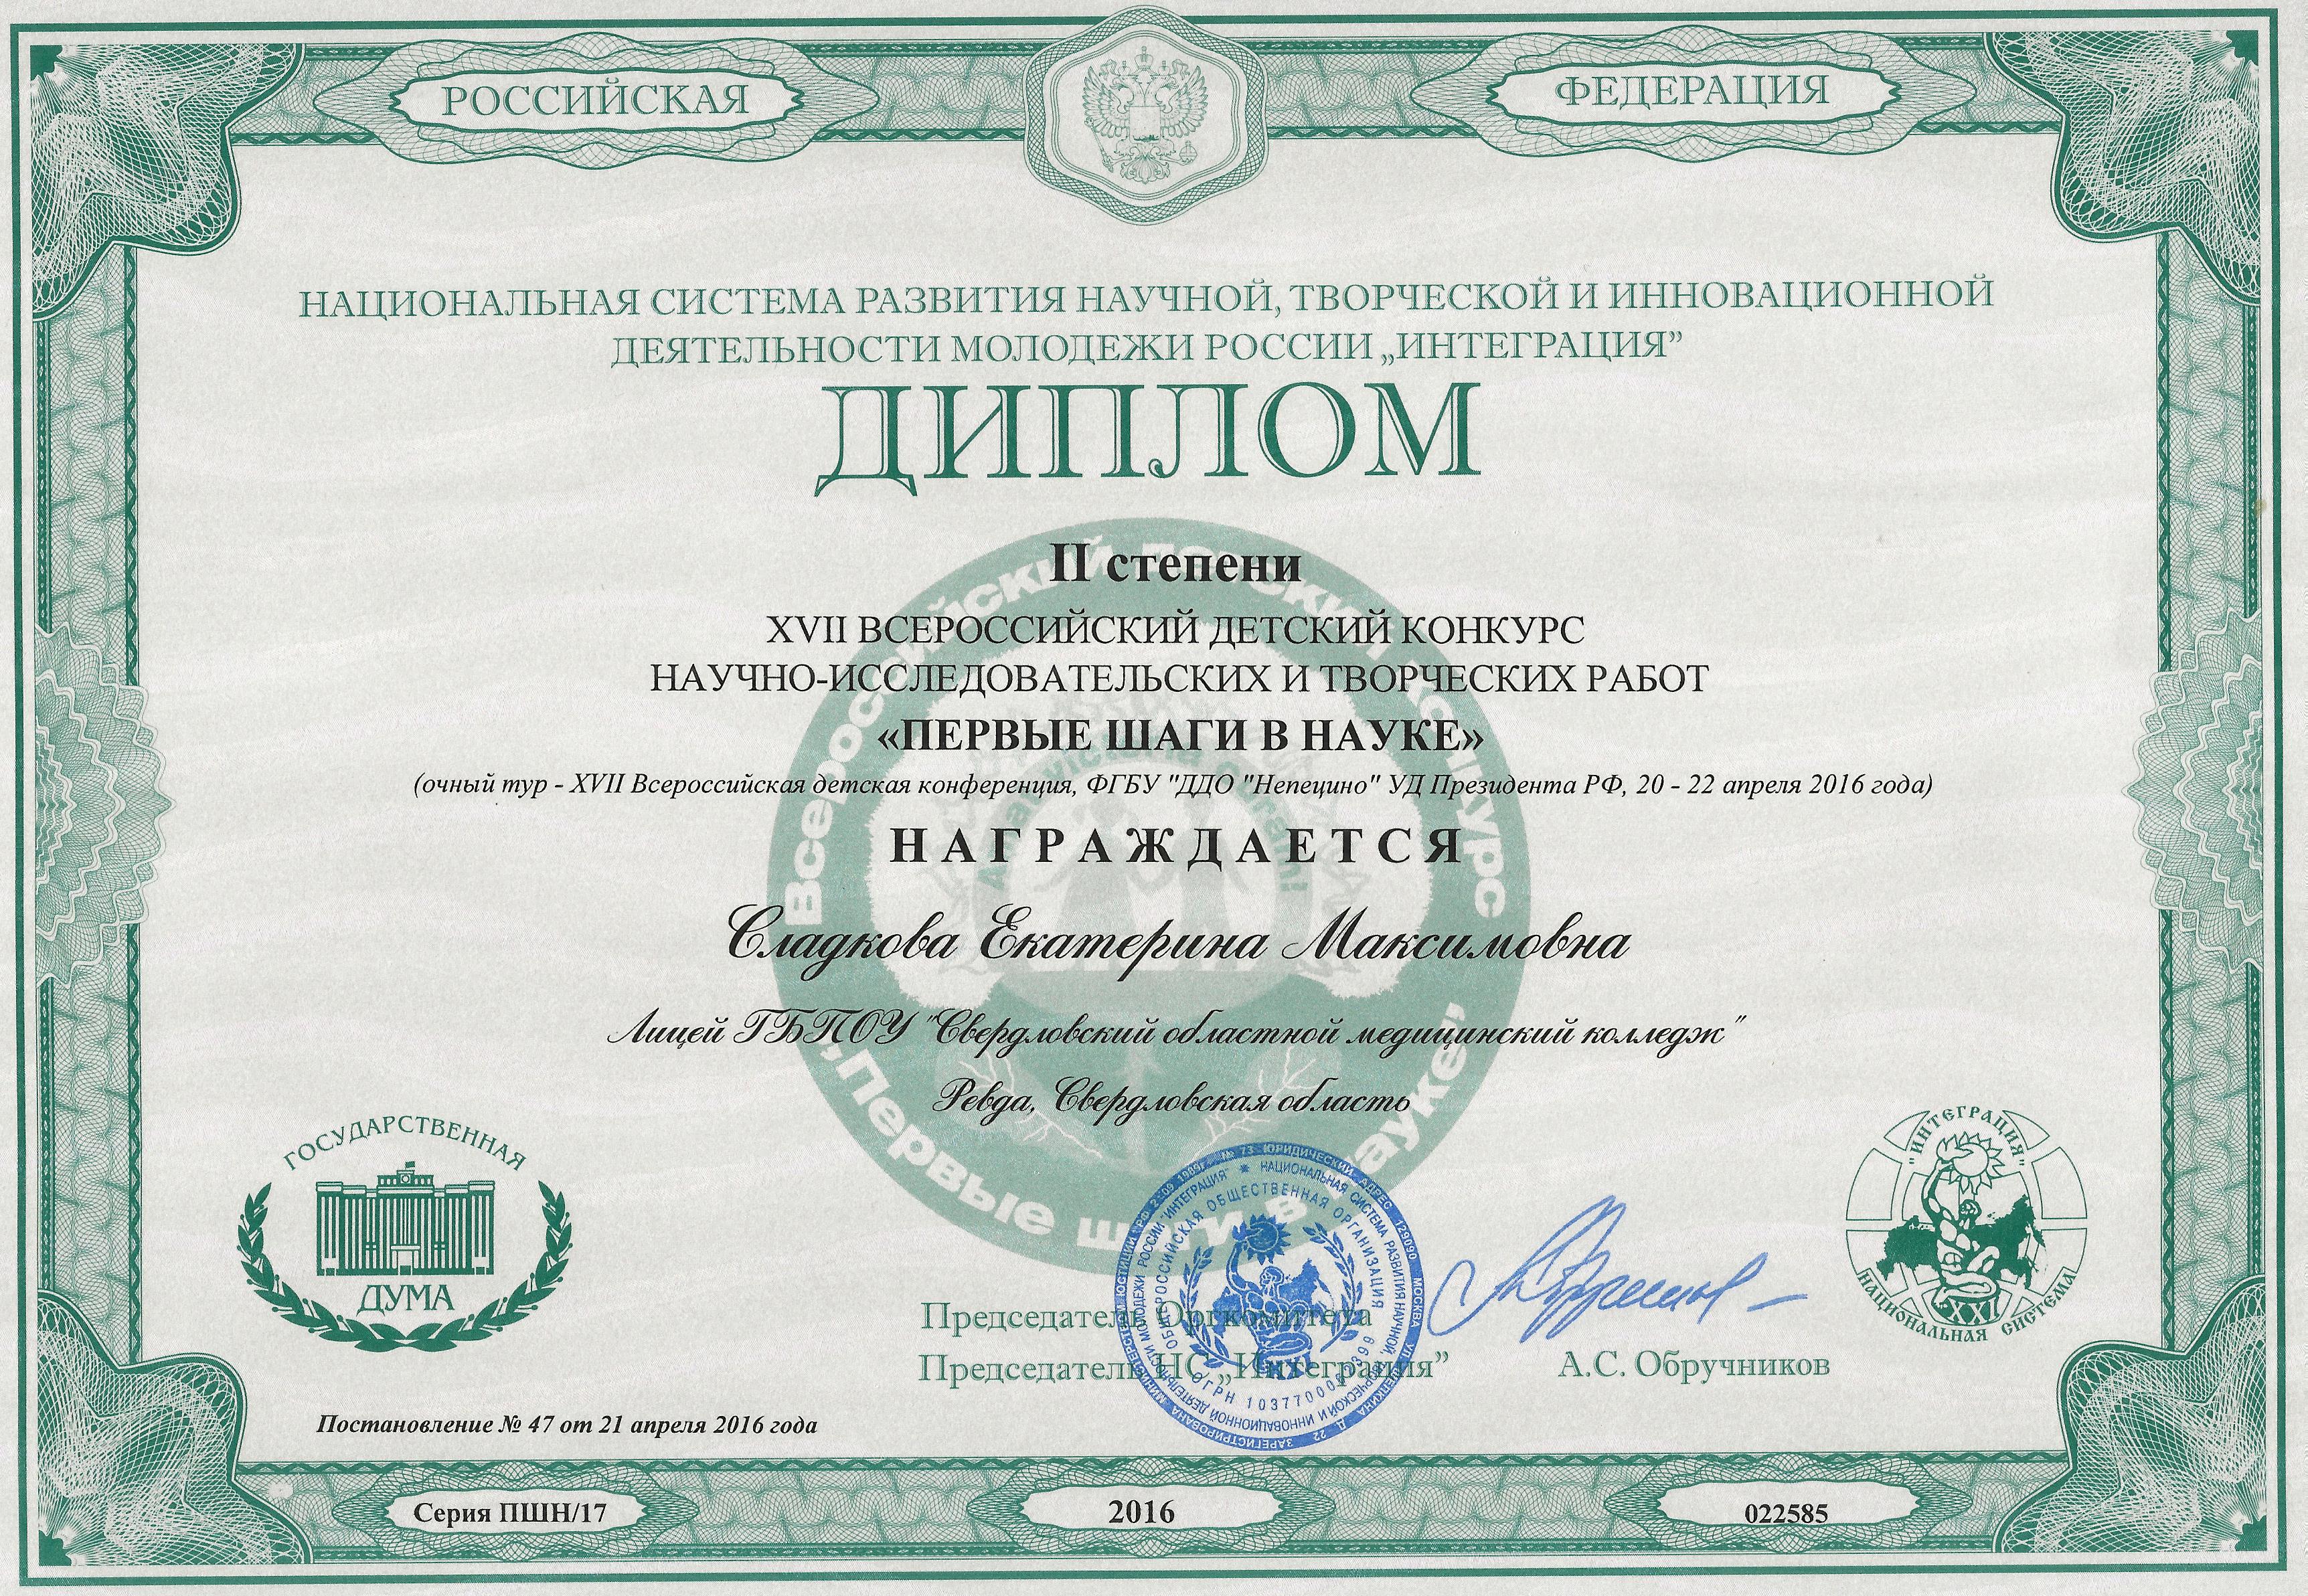 РОССИЙСКАЯ
ФЕДЕРАЦИЯ
НАЦИОНАЛЬНАЯ СИСТЕМА РАЗВИТИЯ НАУЧНОЙ, ТВОРЧЕСКОЙ И ИННОВАЦИОННОЙ
ДЕЯТЕЛЬНОСТИ МОЛОДЕЖИ РОССИИ „ИНТЕГРАЦИЯ”
ДИПЛОМ
II степени
XVII ВСЕРОССИЙСКИЙ ДЕТСКИЙ КОНКУРС
НАУЧНО-ИССЛЕДОВАТЕЛЬСКИХ И ТВОРЧЕСКИХ РАБОТ
«ПЕРВЫЕ ШАГИ В НАУКЕ»
(очный тур - XVII Всероссийская детская конференция, ФГБУ "ДДО "Непецино" УД Президента РФ, 20 - 22 апреля 2016 года)
НАГРАЖДАЕТСЯ
Сладкова Екатерина Максимовна
Лицей ГБПОУ "Свердловский областной медицинский колледж"
Ревда, Свердловская область
ГОСУДАРСТВЕННАЯ
ДУМА
"ИНТЕГРАЦИЯ"
XXI
НАЦИОНАЛЬНАЯ СИСТЕМА
ОБЩЕРОССИЙСКАЯ ОБЩЕСТВЕННАЯ ОРГАНИЗАЦИЯ
Председатель Оргкомитета
Председатель НС „Интеграция”
А.С. Обручников
Постановление № 47 от 21 апреля 2016 года
Серия ПШН/17
2016
022585